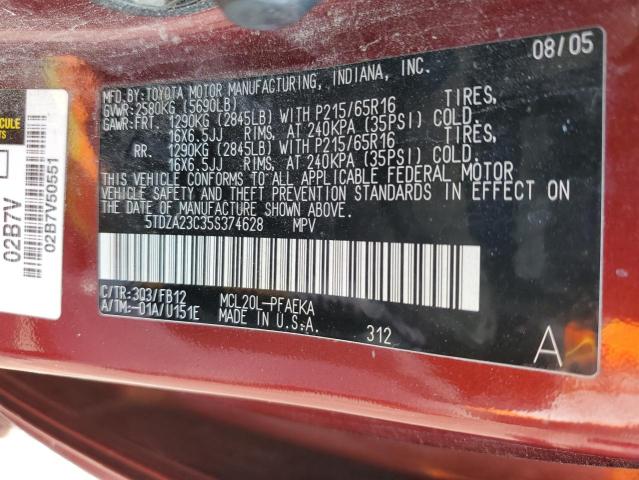 08/05
MFD. BY: TOYOTA MOTOR MANUFACTURING, INDIANA, INC.
GVWR: 2580KG (5690LB)
GAWR: FRT. 1290KG (2845LB) WITH P215/65R16 TIRES,
16X6.5JJ RIMS, AT 240KPA (35PSI) COLD.
RR. 1290KG (2845LB) WITH P215/65R16 TIRES,
16X6.5JJ RIMS, AT 240KPA (35PSI) COLD.
THIS VEHICLE CONFORMS TO ALL APPLICABLE FEDERAL MOTOR
VEHICLE SAFETY AND THEFT PREVENTION STANDARDS IN EFFECT ON
THE DATE OF MANUFACTURE SHOWN ABOVE.
5TDZA23C35S374628 MPV
C/TR: 3Q3/FB12 MCL20L-PFAEKA
A/TM: -01A/U151E MADE IN U.S.A.
312
A
02B7V
02B7V50551